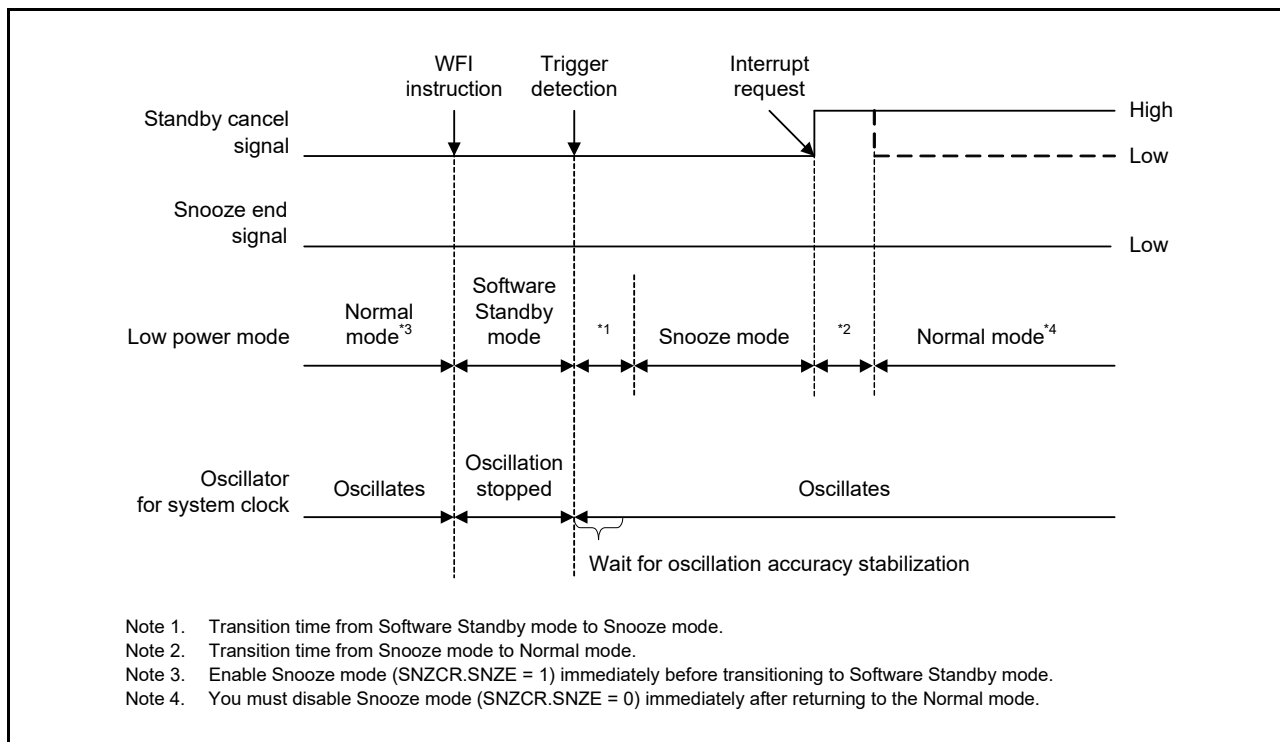 WFI
instruction
Trigger
detection
Interrupt
request
Standby cancel
signal
High
Low
Snooze end
signal
Low
Low power mode
Normal
mode*3
Software
Standby
mode
*1
Snooze mode
*2
Normal mode*4
Oscillator
for system clock
Oscillates
Oscillation
stopped
Oscillates
Wait for oscillation accuracy stabilization
Note 1. Transition time from Software Standby mode to Snooze mode.
Note 2. Transition time from Snooze mode to Normal mode.
Note 3. Enable Snooze mode (SNZCR.SNZE = 1) immediately before transitioning to Software Standby mode.
Note 4. You must disable Snooze mode (SNZCR.SNZE = 0) immediately after returning to the Normal mode.